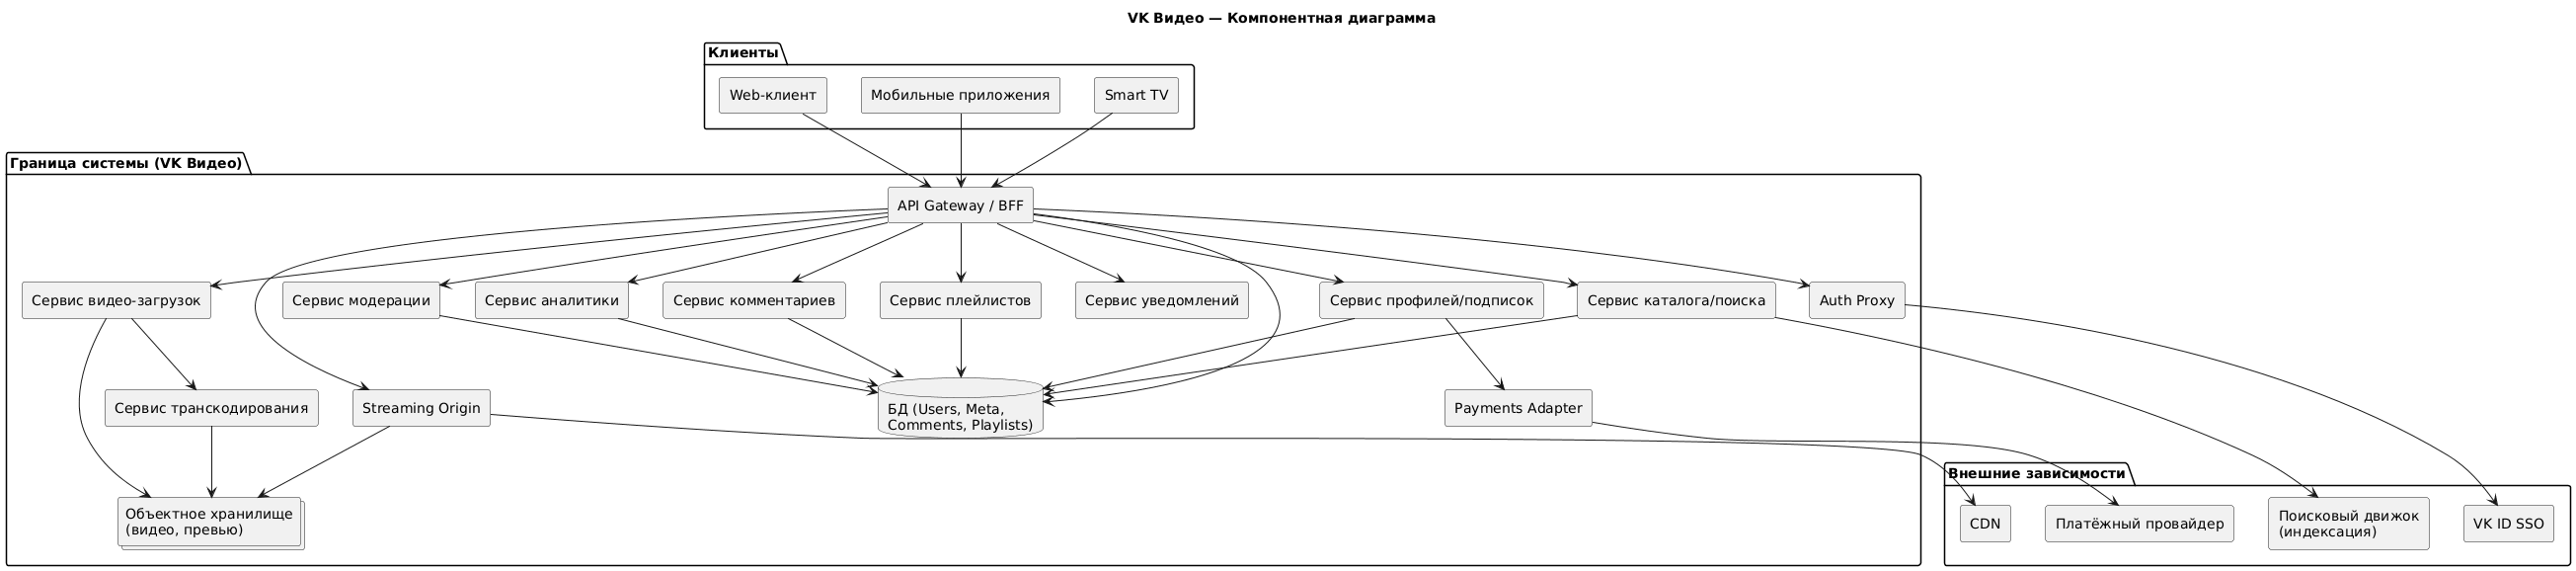 VK Видео — Компонентная диаграмма
Клиенты
Web-клиент
Мобильные приложения
Smart TV
Граница системы (VK Видео)
API Gateway / BFF
Сервис видео-загрузок
Сервис модерации
Сервис аналитики
Сервис комментариев
Сервис плейлистов
Сервис уведомлений
Сервис профилей/подписок
Сервис каталога/поиска
Auth Proxy
Сервис транскодирования
Streaming Origin
БД (Users, Meta,
Comments, Playlists)
Payments Adapter
Внешние зависимости
Объектное хранилище
(видео, превью)
CDN
Платёжный провайдер
Поисковый движок
(индексация)
VK ID SSO